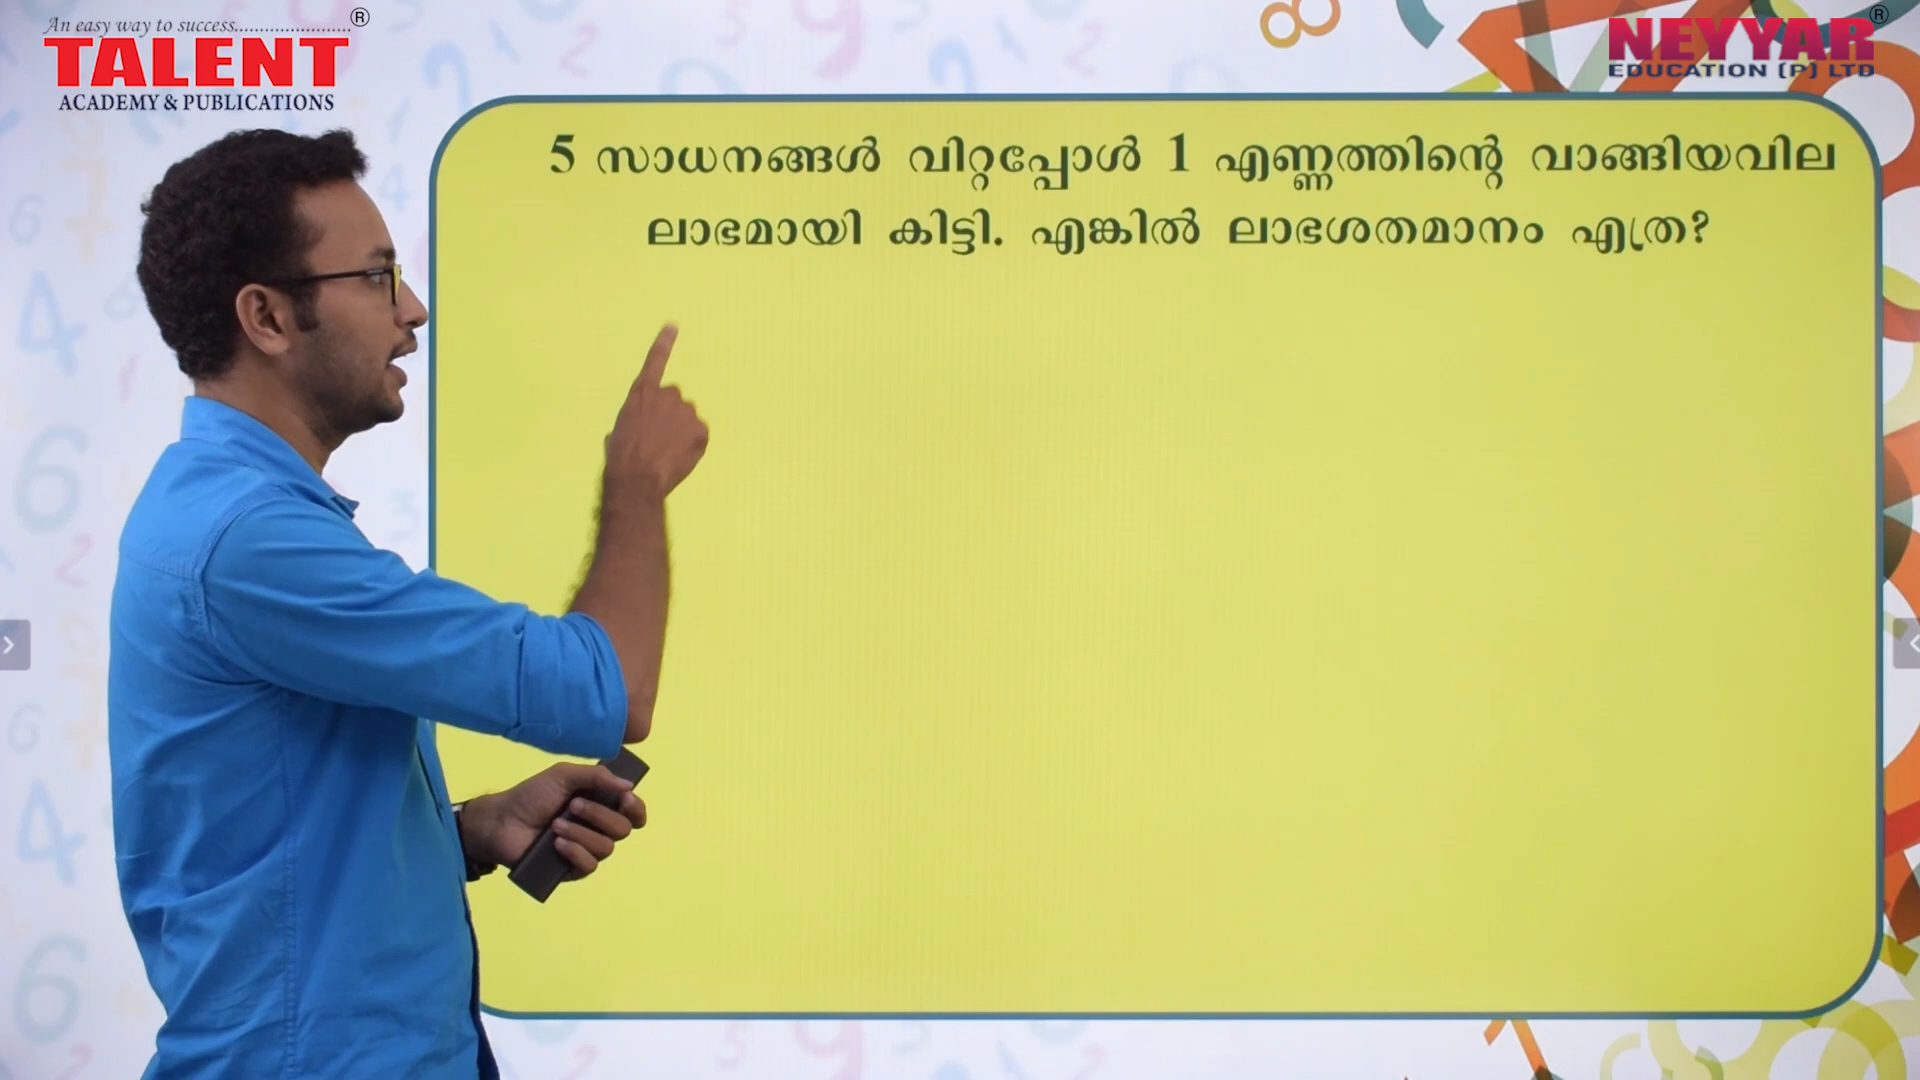 An easy way to success........................ ®
TALENT
ACADEMY & PUBLICATIONS
NEYYAR ®
EDUCATION (P) LTD
5 സാധനങ്ങൾ വിറ്റപ്പോൾ 1 എണ്ണത്തിന്റെ വാങ്ങിയവില
ലാഭമായി കിട്ടി. എങ്കിൽ ലാഭശതമാനം എത്ര?